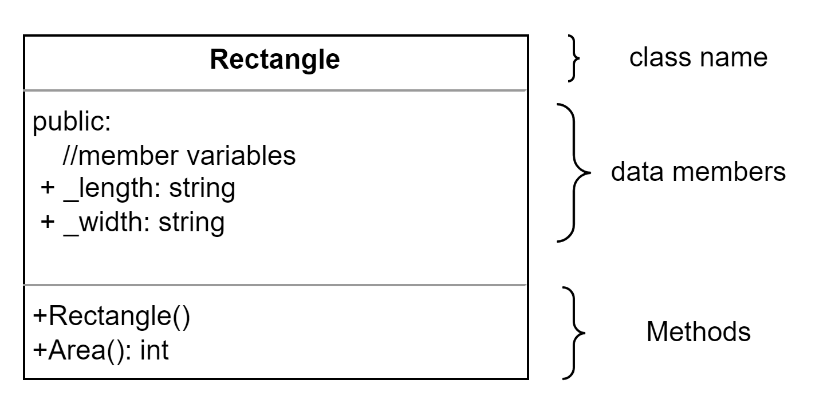 Rectangle
class name
public:
//member variables
+ _length: string
+ _width: string
data members
+Rectangle()
+Area(): int
Methods